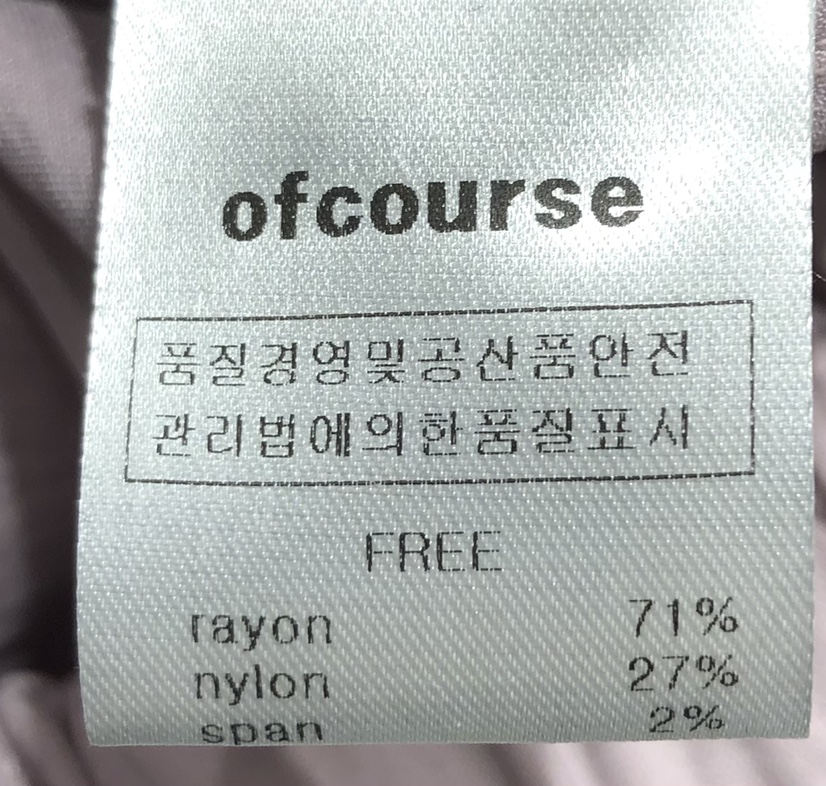 ofcourse
품질경영및공산품안전
관리법에의한품질표시
FREE
rayon 71%
nylon 27%
span 2%